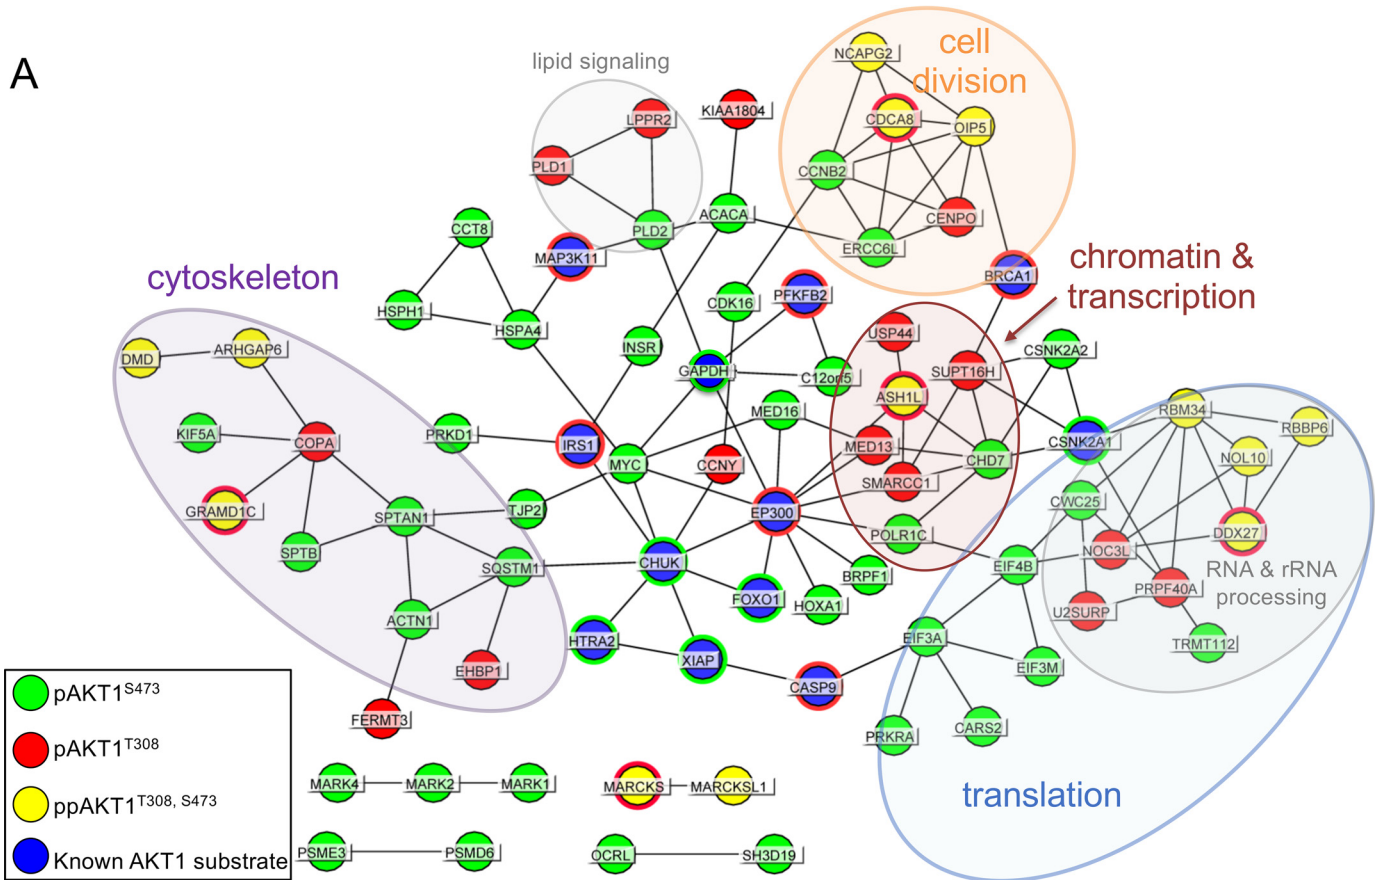 A
lipid signaling
cell
division
NCAPG2
LPPR2
KIAA1804
CDCA8
OIP5
PLD1
CCNB2
CCT8
PLD2
ACACA
CENPO
ERCC6L
MAP3K11
BRCA1
chromatin &
transcription
cytoskeleton
HSPH1
HSPA4
CDK16
PFKFB2
USP44
CSNK2A2
DMD
ARHGAP6
INSR
GAPDH
C12orf5
SUPT16H
ASH1L
KIF5A
COPA
PRKD1
IRS1
MED16
MED13
CSNK2A1
RBM34
RBBP6
MYC
CCNY
CHD7
NOL10
SMARCC1
CWC25
GRAMD1C
SPTAN1
TJP2
EP300
POLR1C
DDX27
SPTB
SQSTM1
CHUK
BRPF1
EIF4B
NOC3L
RNA & rRNA
processing
PRPF40A
FOXO1
HOXA1
U2SURP
ACTN1
HTRA2
EIF3A
TRMT112
XIAP
EIF3M
EHBP1
CASP9
FERMT3
PRKRA
CARS2
translation
pAKT1S473
pAKT1T308
ppAKT1T308, S473
Known AKT1 substrate
MARK4
MARK2
MARK1
MARCKS
MARCKSL1
PSME3
PSMD6
OCRL
SH3D19